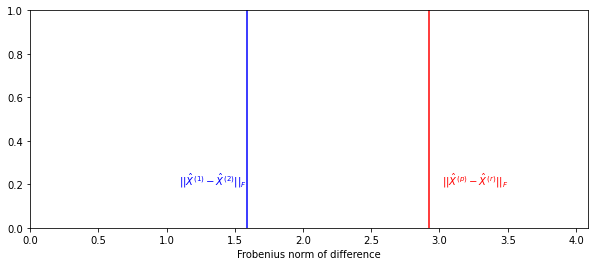 1.0
0.8
0.6
0.4
0.2
0.0
||X̂⁽¹⁾ − X̂⁽²⁾||_F
||X̂⁽ᵖ⁾ − X̂⁽ʳ⁾||_F
0.0 0.5 1.0 1.5 2.0 2.5 3.0 3.5 4.0
Frobenius norm of difference